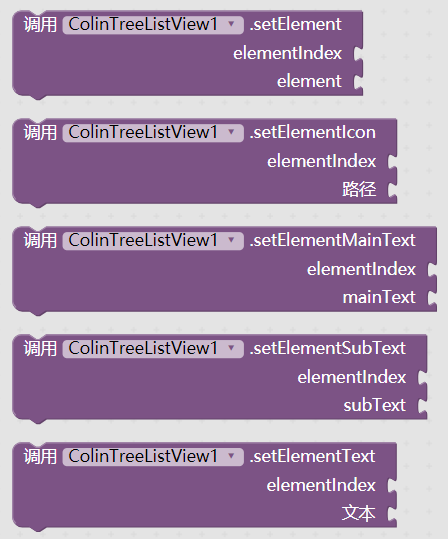 调用 ColinTreeListView1 .setElement
elementIndex
element
调用 ColinTreeListView1 .setElementIcon
elementIndex
路径
调用 ColinTreeListView1 .setElementMainText
elementIndex
mainText
调用 ColinTreeListView1 .setElementSubText
elementIndex
subText
调用 ColinTreeListView1 .setElementText
elementIndex
文本